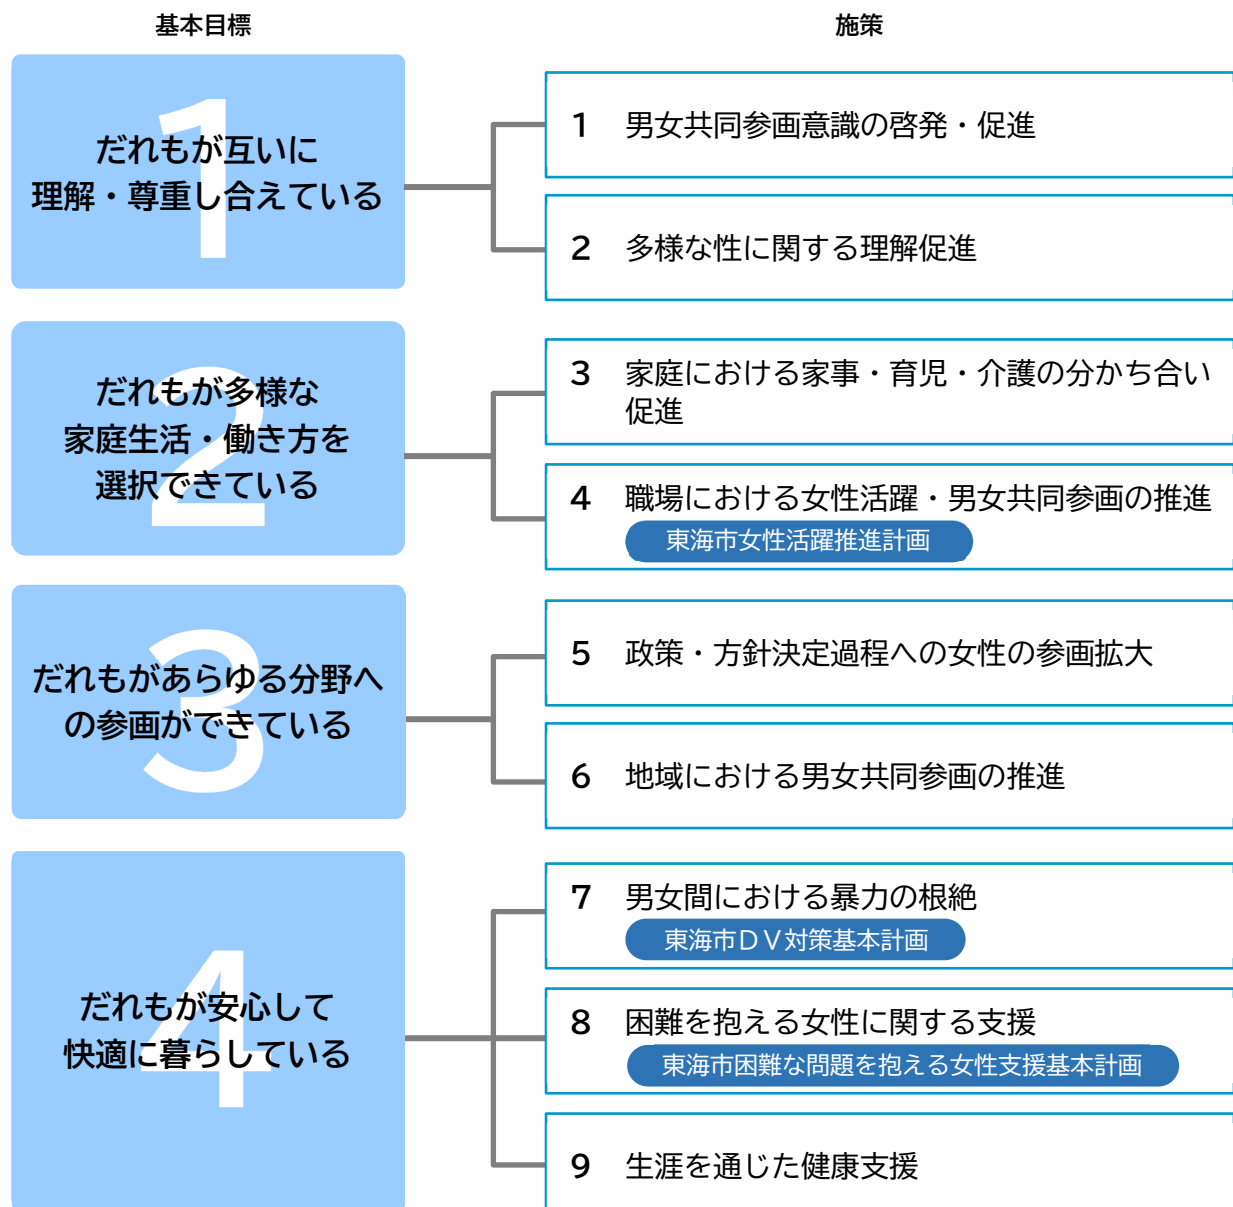 基本目標
施策
1
だれもが互いに
理解・尊重し合えている
1 男女共同参画意識の啓発・促進
2 多様な性に関する理解促進
2
だれもが多様な
家庭生活・働き方を
選択できている
3 家庭における家事・育児・介護の分かち合い
促進
4 職場における女性活躍・男女共同参画の推進
東海市女性活躍推進計画
3
だれもがあらゆる分野へ
の参画ができている
5 政策・方針決定過程への女性の参画拡大
6 地域における男女共同参画の推進
4
だれもが安心して
快適に暮らしている
7 男女間における暴力の根絶
東海市ＤＶ対策基本計画
8 困難を抱える女性に関する支援
東海市困難な問題を抱える女性支援基本計画
9 生涯を通じた健康支援